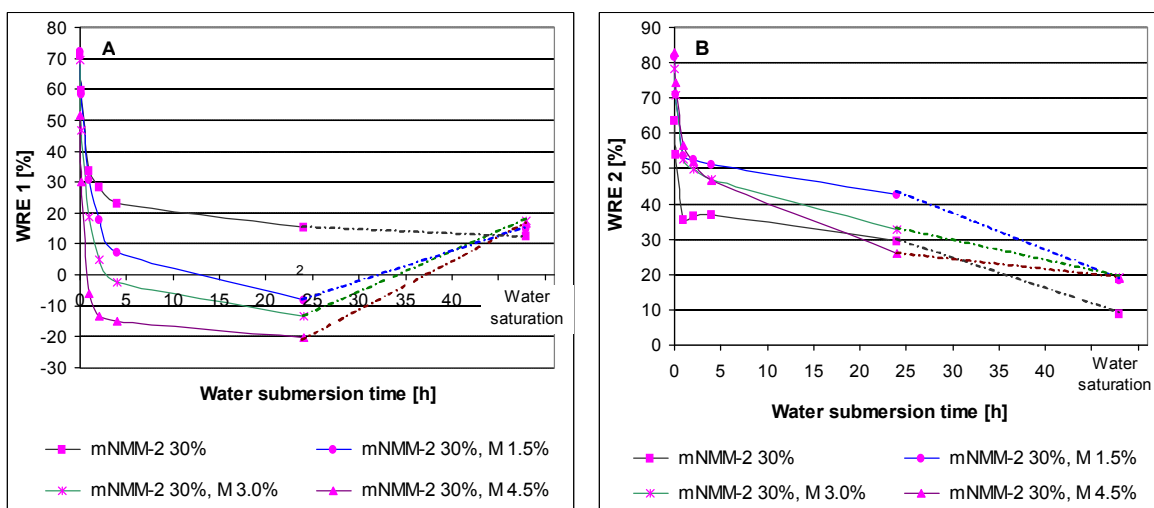 A
WRE 1 [%]
80
70
60
50
40
30
20
10
0
-10
-20
-30
2
0 5 10 15 20 25 30 35 40
Water
saturation
Water submersion time [h]
mNMM-2 30%
mNMM-2 30%, M 1.5%
mNMM-2 30%, M 3.0%
mNMM-2 30%, M 4.5%
B
WRE 2 [%]
90
80
70
60
50
40
30
20
10
0
0 5 10 15 20 25 30 35 40
Water
saturation
Water submersion time [h]
mNMM-2 30%
mNMM-2 30%, M 1.5%
mNMM-2 30%, M 3.0%
mNMM-2 30%, M 4.5%